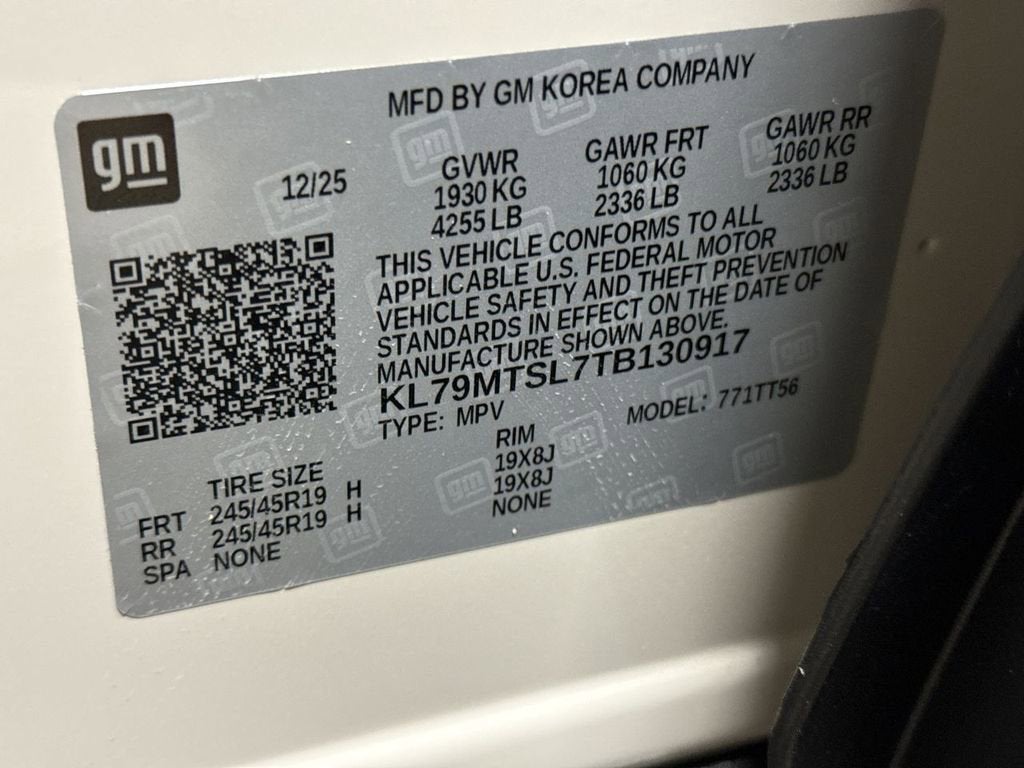 MFD BY GM KOREA COMPANY
gm
12/25
GVWR GAWR FRT GAWR RR
1930 KG 1060 KG 1060 KG
4255 LB 2336 LB 2336 LB
THIS VEHICLE CONFORMS TO ALL
APPLICABLE U.S. FEDERAL MOTOR
VEHICLE SAFETY AND THEFT PREVENTION
STANDARDS IN EFFECT ON THE DATE OF
MANUFACTURE SHOWN ABOVE.
KL79MTSL7TB130917
TYPE: MPV MODEL: 771TT56
TIRE SIZE RIM
FRT 245/45R19 H 19X8J
RR 245/45R19 H 19X8J
SPA NONE NONE